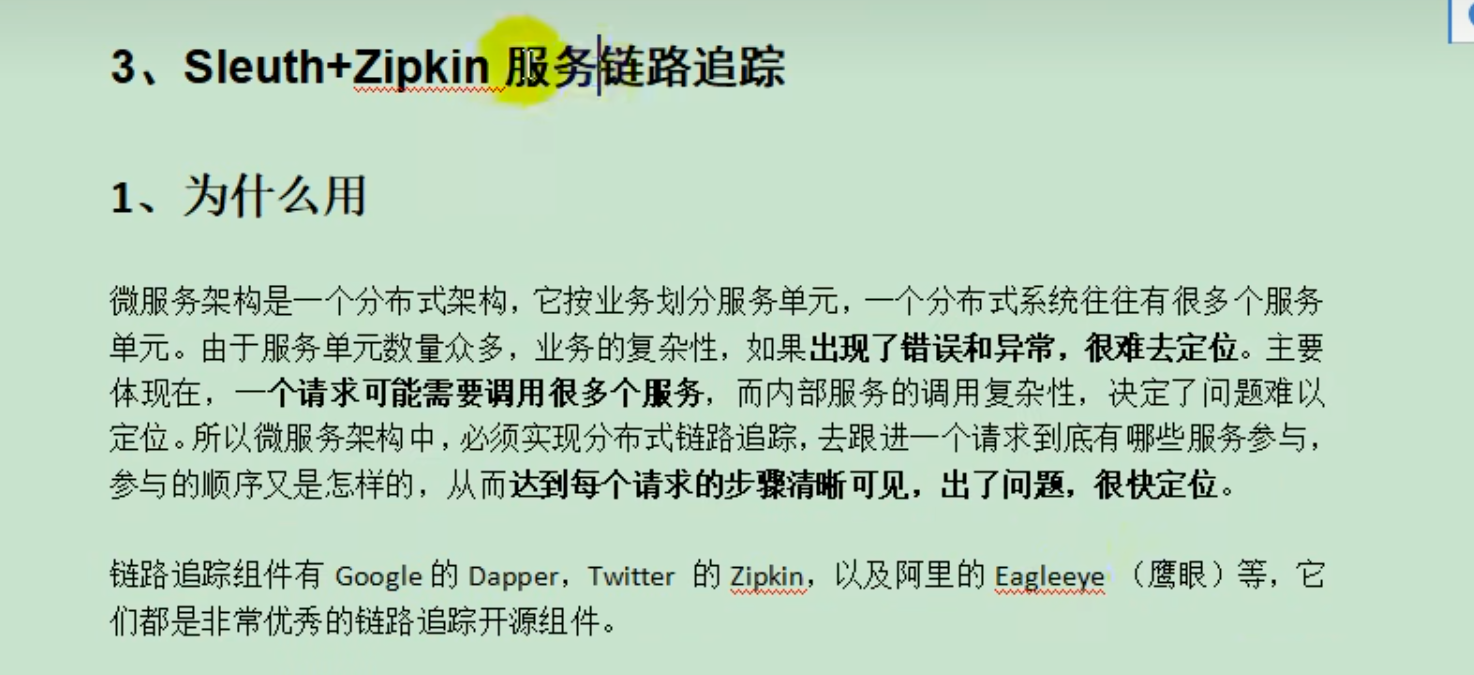 3、Sleuth+Zipkin 服务链路追踪
1、为什么用
微服务架构是一个分布式架构，它按业务划分服务单元，一个分布式系统往往有很多个服务
单元。由于服务单元数量众多，业务的复杂性，如果出现了错误和异常，很难去定位。主要
体现在，一个请求可能需要调用很多个服务，而内部服务的调用复杂性，决定了问题难以
定位。所以微服务架构中，必须实现分布式链路追踪，去跟进一个请求到底有哪些服务参与，
参与的顺序又是怎样的，从而达到每个请求的步骤清晰可见，出了问题，很快定位。
链路追踪组件有 Google 的 Dapper，Twitter 的 Zipkin，以及阿里的 Eagleeye （鹰眼）等，它
们都是非常优秀的链路追踪开源组件。